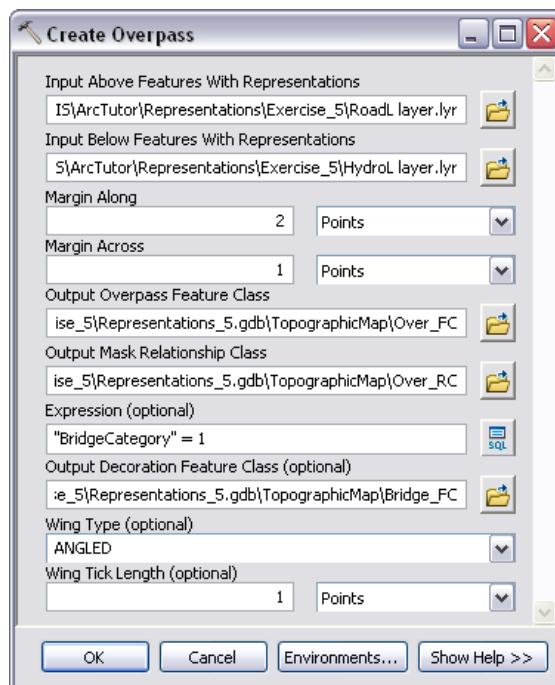 Create Overpass
Input Above Features With Representations
IS\ArcTutor\Representations\Exercise_5\RoadL layer.lyr
Input Below Features With Representations
S\ArcTutor\Representations\Exercise_5\HydroL layer.lyr
Margin Along
2 Points
Margin Across
1 Points
Output Overpass Feature Class
ise_5\Representations_5.gdb\TopographicMap\Over_FC
Output Mask Relationship Class
ise_5\Representations_5.gdb\TopographicMap\Over_RC
Expression (optional)
"BridgeCategory" = 1
SQL
Output Decoration Feature Class (optional)
:e_5\Representations_5.gdb\TopographicMap\Bridge_FC
Wing Type (optional)
ANGLED
Wing Tick Length (optional)
1 Points
OK Cancel Environments... Show Help >>